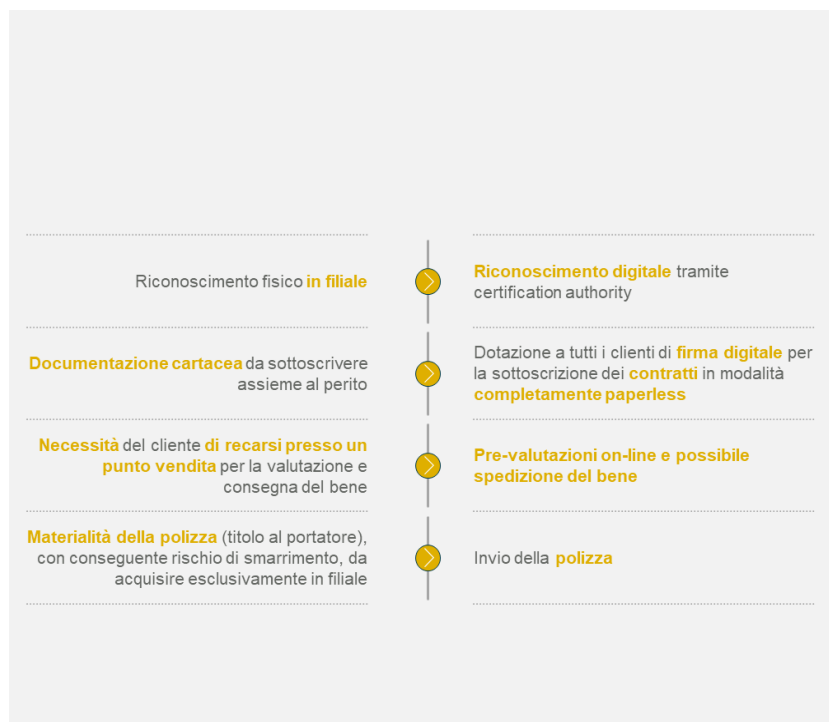 Riconoscimento fisico in filiale
Riconoscimento digitale tramite
certification authority
Documentazione cartacea da sottoscrivere
assieme al perito
Dotazione a tutti i clienti di firma digitale per
la sottoscrizione dei contratti in modalità
completamente paperless
Necessità del cliente di recarsi presso un
punto vendita per la valutazione e
consegna del bene
Pre-valutazioni on-line e possibile
spedizione del bene
Materialità della polizza (titolo al portatore),
con conseguente rischio di smarrimento, da
acquisire esclusivamente in filiale
Invio della polizza